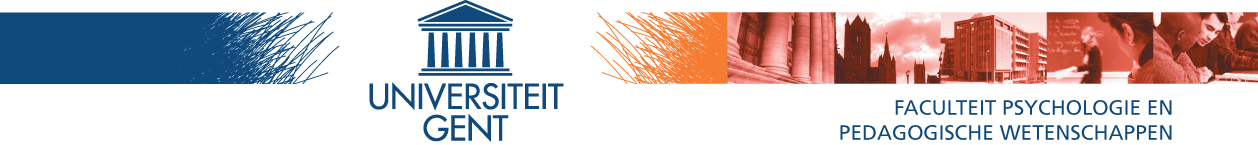 UNIVERSITEIT
GENT
FACULTEIT PSYCHOLOGIE EN
PEDAGOGISCHE WETENSCHAPPEN